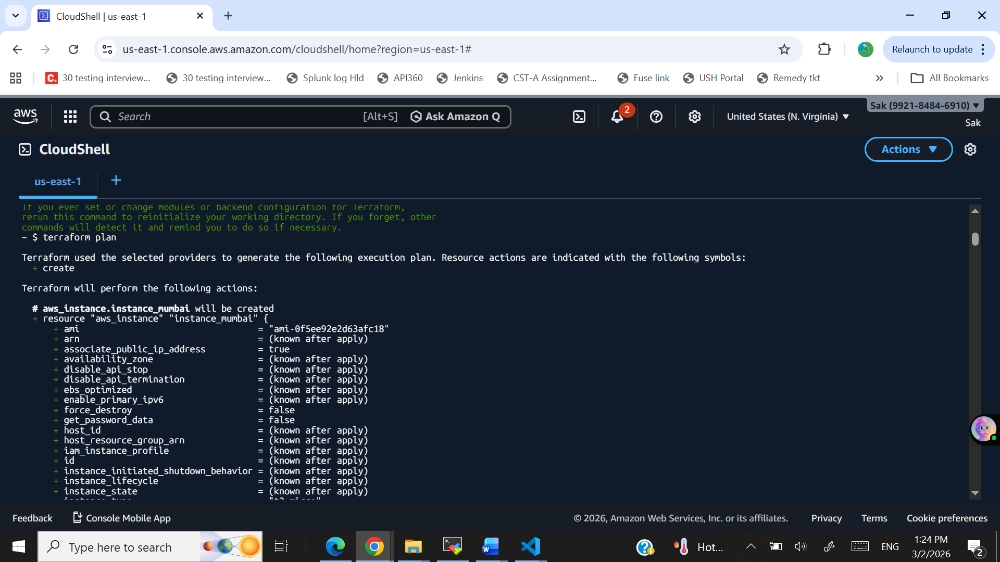 CloudShell | us-east-1
us-east-1.console.aws.amazon.com/cloudshell/home?region=us-east-1#
Relaunch to update
C. 30 testing interview...
30 testing interview...
Splunk log Hld
API360
Jenkins
CST-A Assignment...
Fuse link
USH Portal
Remedy tkt
All Bookmarks
aws
Search
[Alt+S]
Ask Amazon Q
2
United States (N. Virginia)
Sak (9921-8484-6910)
Sak
CloudShell
Actions
us-east-1
If you ever set or change modules or backend configuration for Terraform,
rerun this command to reinitialize your working directory. If you forget, other
commands will detect it and remind you to do so if necessary.
~ $ terraform plan
Terraform used the selected providers to generate the following execution plan. Resource actions are indicated with the following symbols:
+ create
Terraform will perform the following actions:
# aws_instance.instance_mumbai will be created
+ resource "aws_instance" "instance_mumbai" {
+ ami = "ami-0f5ee92e2d63afc18"
+ arn = (known after apply)
+ associate_public_ip_address = true
+ availability_zone = (known after apply)
+ disable_api_stop = (known after apply)
+ disable_api_termination = (known after apply)
+ ebs_optimized = (known after apply)
+ enable_primary_ipv6 = (known after apply)
+ force_destroy = false
+ get_password_data = false
+ host_id = (known after apply)
+ host_resource_group_arn = (known after apply)
+ iam_instance_profile = (known after apply)
+ id = (known after apply)
+ instance_initiated_shutdown_behavior = (known after apply)
+ instance_lifecycle = (known after apply)
+ instance_state = (known after apply)
Feedback
Console Mobile App
© 2026, Amazon Web Services, Inc. or its affiliates.
Privacy
Terms
Cookie preferences
Type here to search
Hot...
ENG
1:24 PM
3/2/2026
2